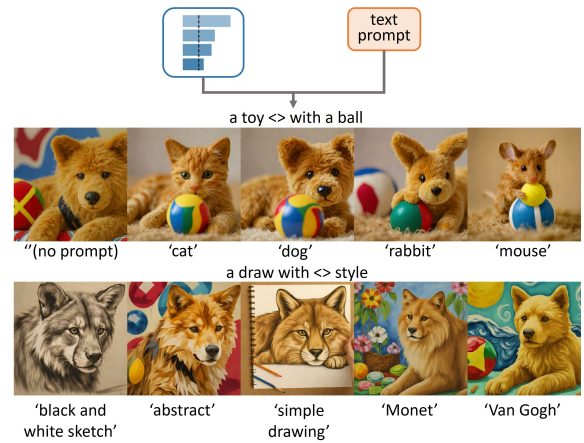 text
prompt
a toy <> with a ball
‘’(no prompt) ‘cat’ ‘dog’ ‘rabbit’ ‘mouse’
a draw with <> style
‘black and ‘abstract’ ‘simple ‘Monet’ ‘Van Gogh’
white sketch’ drawing’